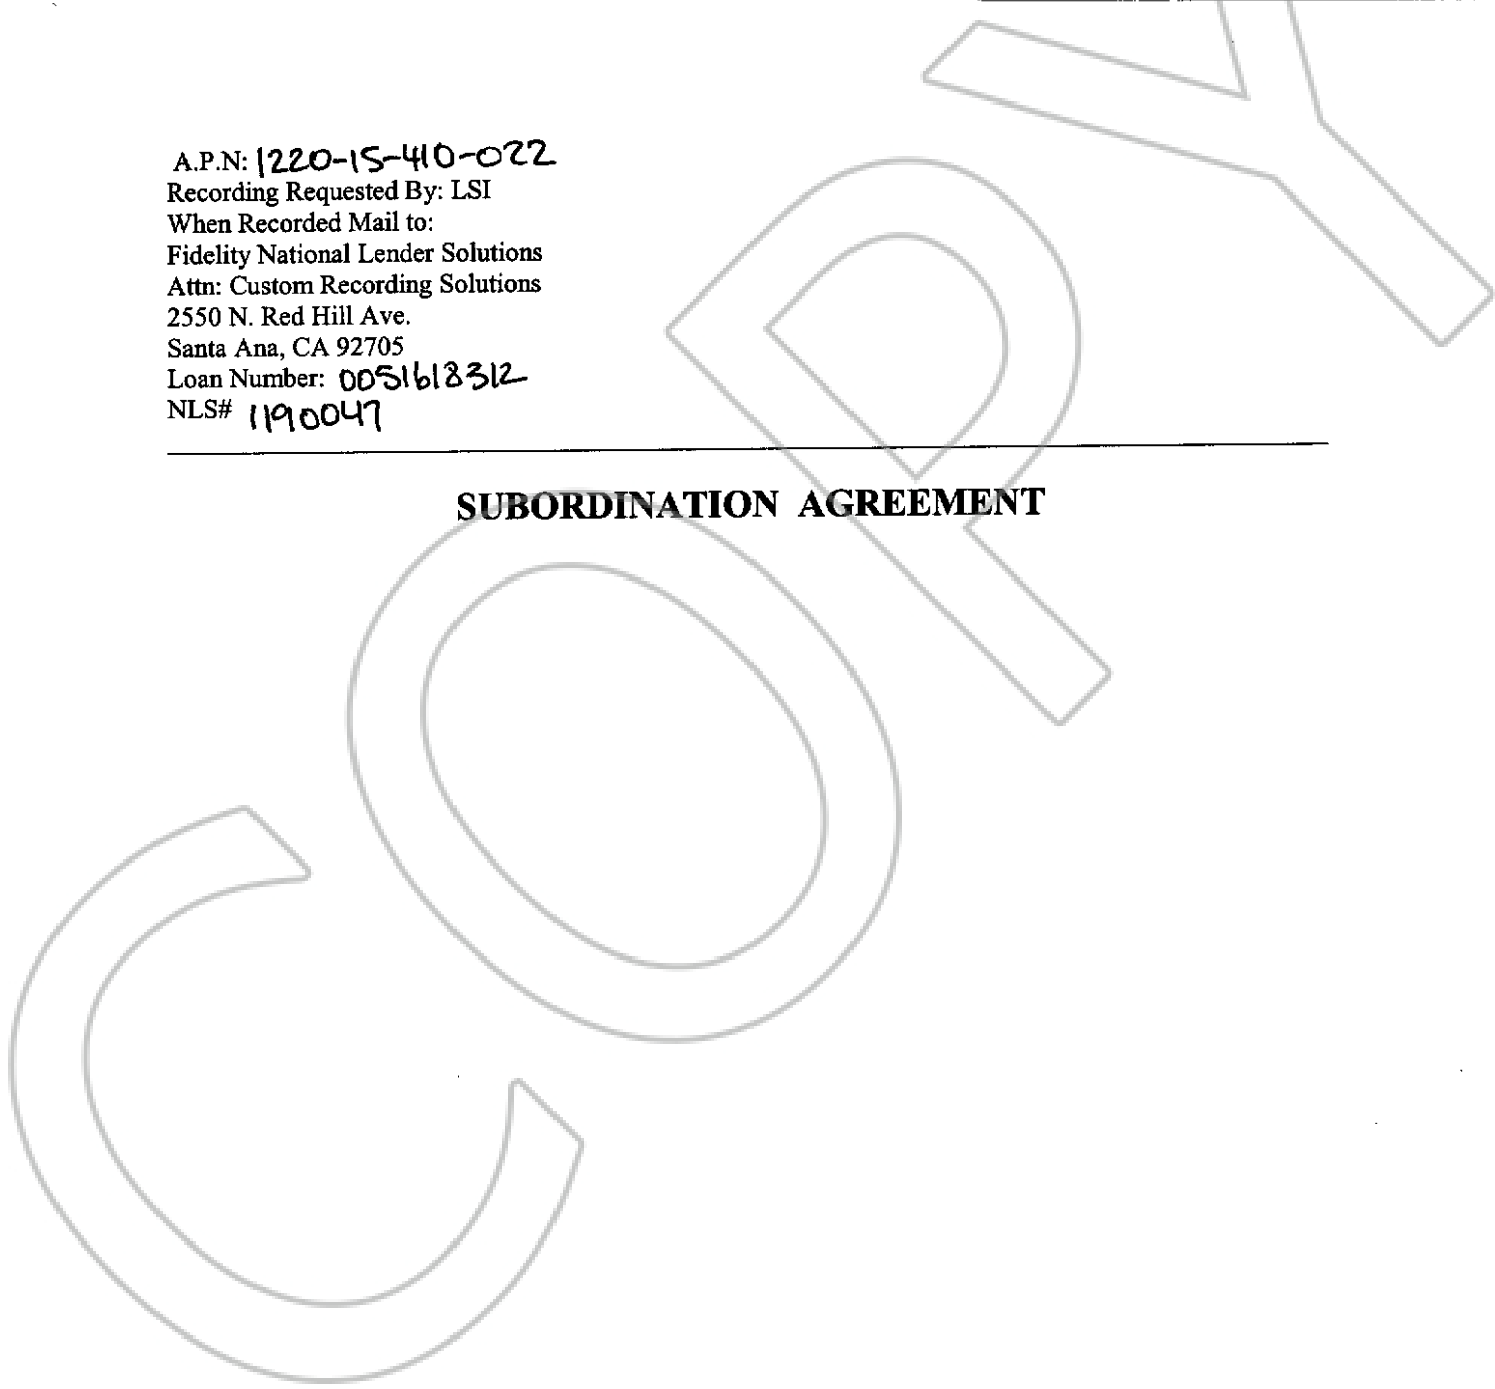 A.P.N: 1220-15-410-022
Recording Requested By: LSI
When Recorded Mail to:
Fidelity National Lender Solutions
Attn: Custom Recording Solutions
2550 N. Red Hill Ave.
Santa Ana, CA 92705
Loan Number: 0051618312
NLS# 1190047
SUBORDINATION AGREEMENT
COPY